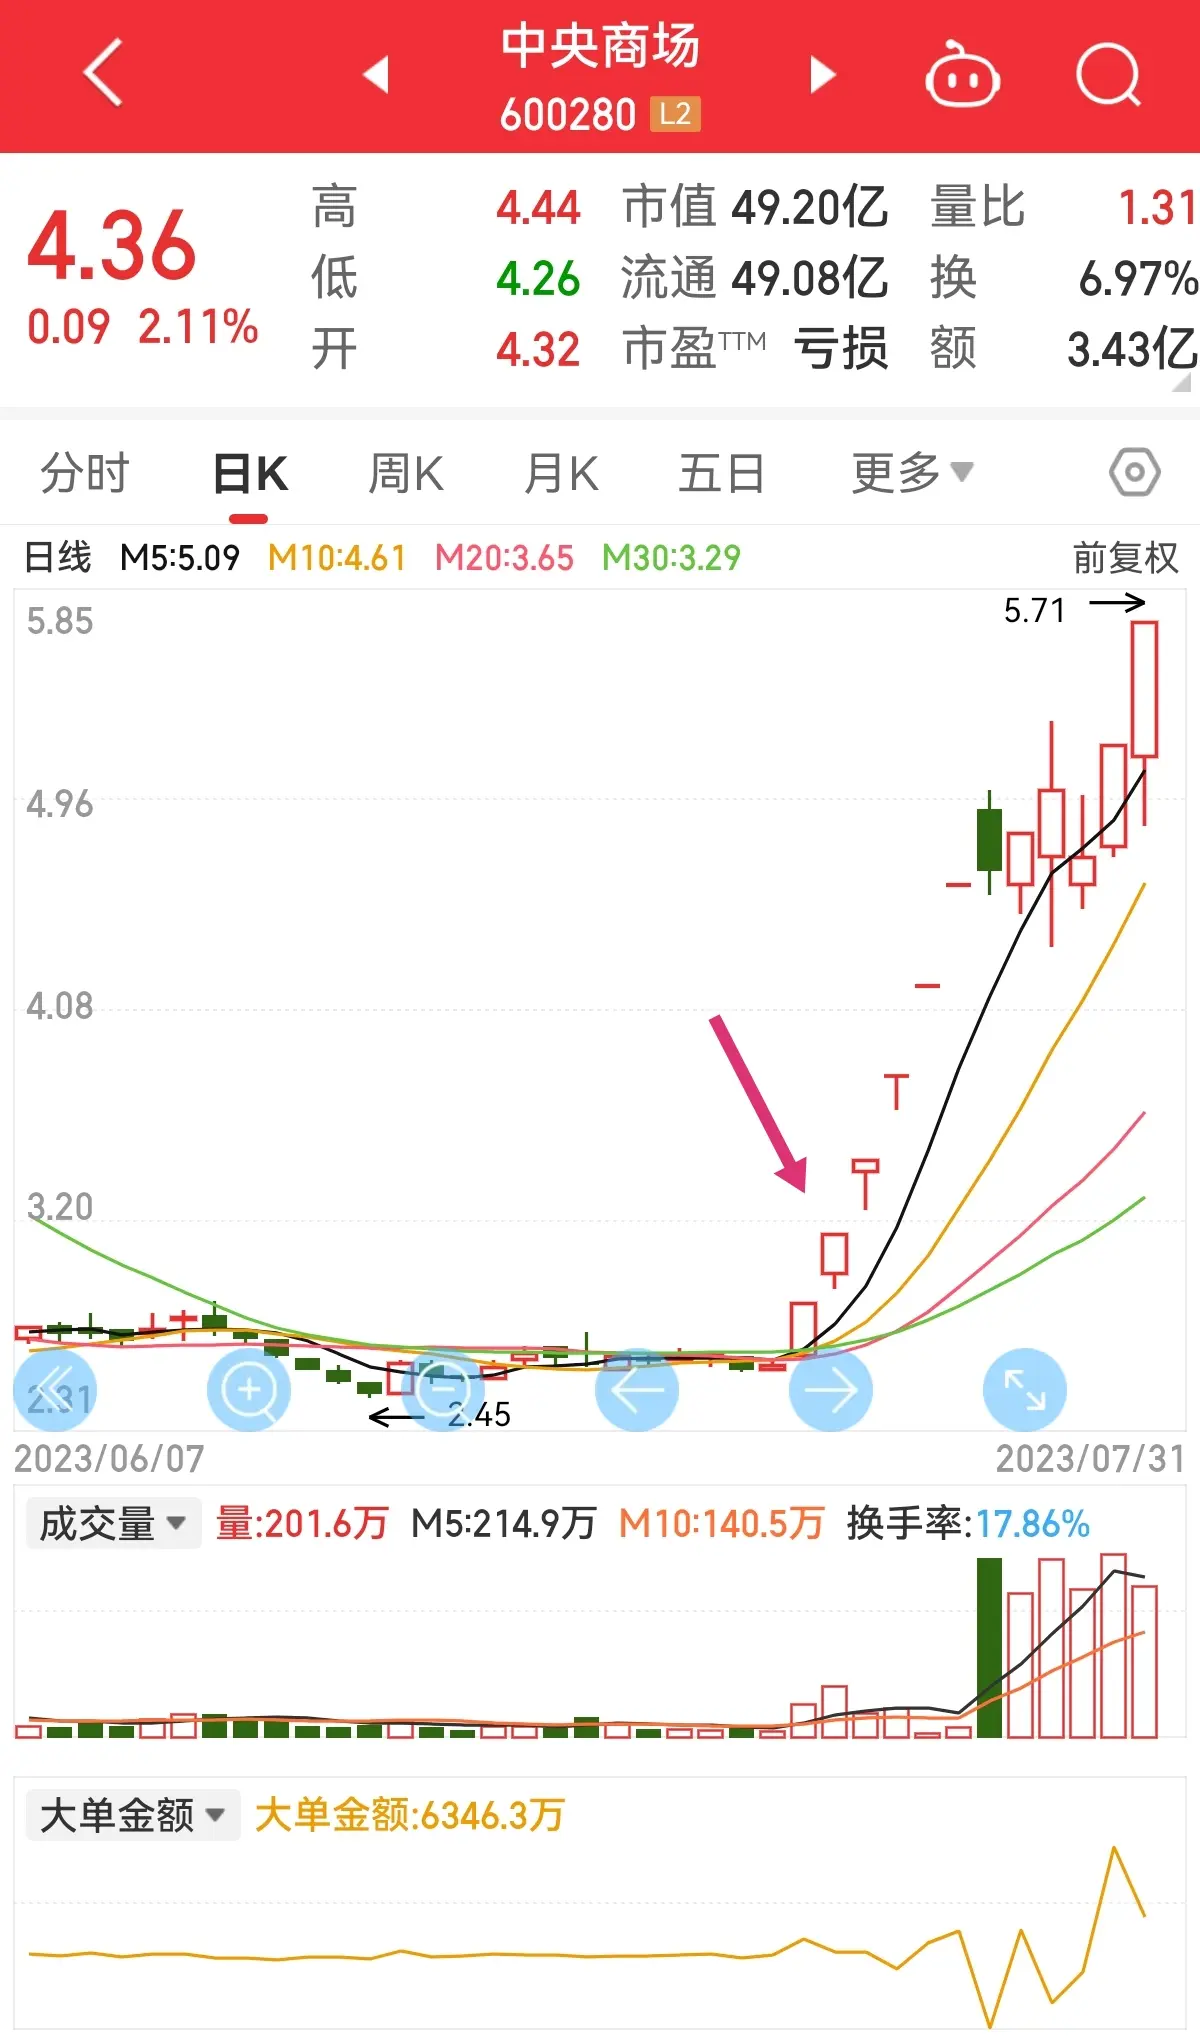 中央商场
600280 L2
4.36
0.09 2.11%
高 4.44 市值 49.20亿 量比 1.31
低 4.26 流通 49.08亿 换 6.97%
开 4.32 市盈TTM 亏损 额 3.43亿
分时 日K 周K 月K 五日 更多
日线 M5:5.09 M10:4.61 M20:3.65 M30:3.29 前复权
5.85
5.71
4.96
4.08
3.20
2.31
2.45
2023/06/07 2023/07/31
成交量 量:201.6万 M5:214.9万 M10:140.5万 换手率:17.86%
大单金额 大单金额:6346.3万